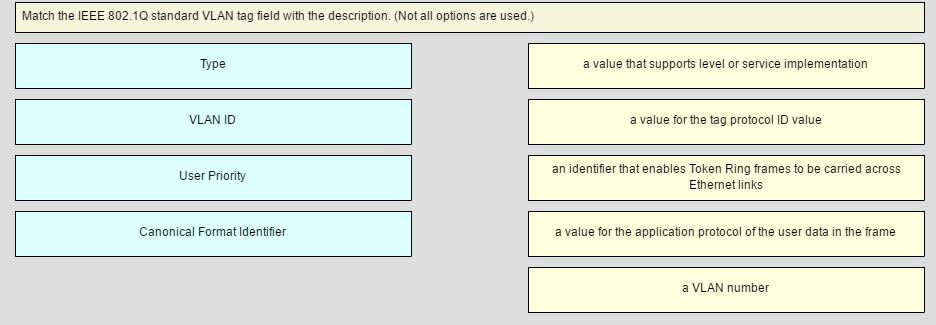 Match the IEEE 802.1Q standard VLAN tag field with the description. (Not all options are used.)
Type
a value that supports level or service implementation
VLAN ID
a value for the tag protocol ID value
User Priority
an identifier that enables Token Ring frames to be carried across
Ethernet links
Canonical Format Identifier
a value for the application protocol of the user data in the frame
a VLAN number